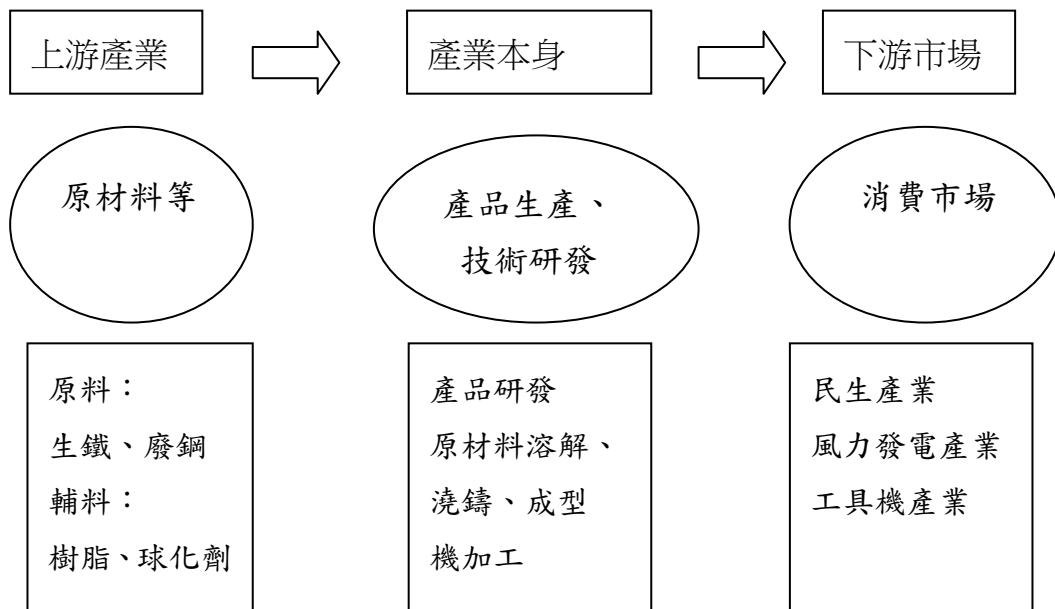 上游產業
產業本身
下游市場
原材料等
產品生產、
技術研發
消費市場
原料：
生鐵、廢鋼
輔料：
樹脂、球化劑
產品研發
原材料溶解、
澆鑄、成型
機加工
民生產業
風力發電產業
工具機產業